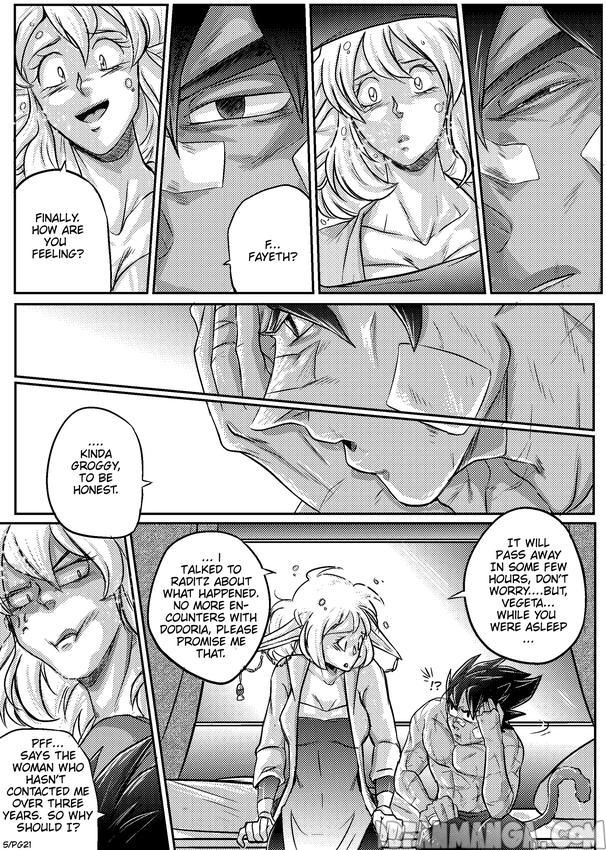 F...
FAYETH?
FINALLY.
HOW ARE
YOU
FEELING?
....
KINDA
GROGGY,
TO BE
HONEST.
IT WILL
PASS AWAY
IN SOME FEW
HOURS, DON'T
WORRY....BUT,
VEGETA...
WHILE YOU
WERE ASLEEP
...
!?
... I
TALKED TO
RADITZ ABOUT
WHAT HAPPENED.
NO MORE EN-
COUNTERS WITH
DODORIA, PLEASE
PROMISE ME
THAT.
PFF...
SAYS THE
WOMAN WHO
HASN'T
CONTACTED ME
OVER THREE
YEARS. SO WHY
SHOULD I?
5/PG21